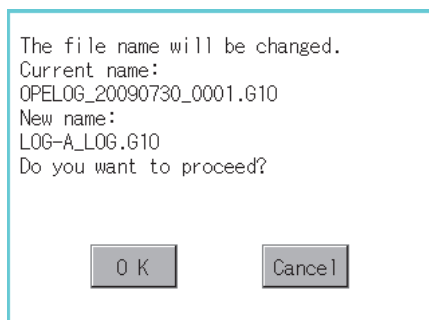 The file name will be changed.
Current name:
OPELOG_20090730_0001.G10
New name:
LOG-A_LOG.G10
Do you want to proceed?
OK Cancel